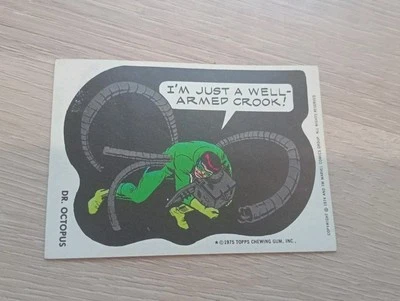 I'M JUST A WELL-
ARMED CROOK!
DR. OCTOPUS
★ © 1975 TOPPS CHEWING GUM, INC.,